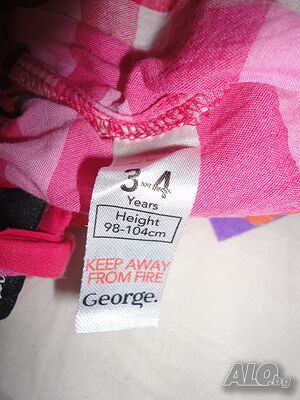 3-4
Years
Height
98-104cm
KEEP AWAY
FROM FIRE
George.
ALO.bg